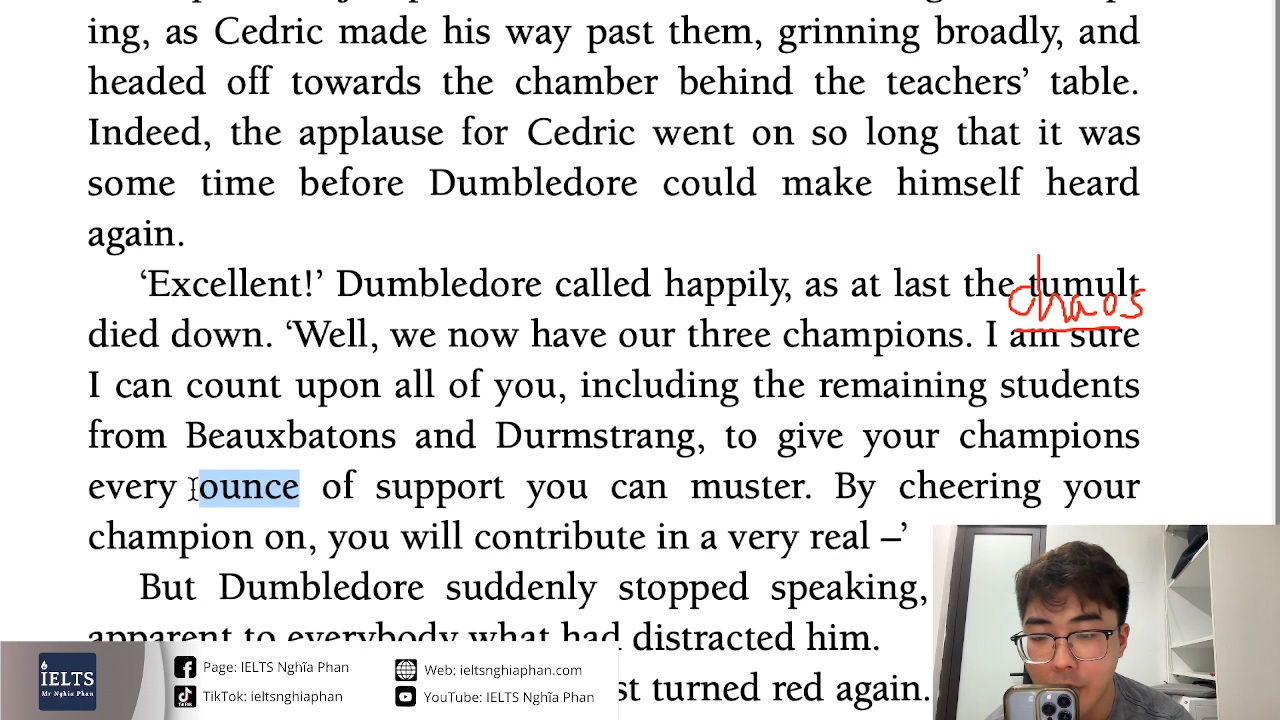 ing, as Cedric made his way past them, grinning broadly, and
headed off towards the chamber behind the teachers’ table.
Indeed, the applause for Cedric went on so long that it was
some time before Dumbledore could make himself heard
again.
‘Excellent!’ Dumbledore called happily, as at last the tumult
chaos
died down. ‘Well, we now have our three champions. I am sure
I can count upon all of you, including the remaining students
from Beauxbatons and Durmstrang, to give your champions
every ounce of support you can muster. By cheering your
champion on, you will contribute in a very real –’
But Dumbledore suddenly stopped speaking,
apparent to everybody what had distracted him.
st turned red again.
IELTS
Mr Nghia Phan
Page: IELTS Nghĩa Phan
TikTok: ieltsnghiaphan
Web: ieltsnghiaphan.com
YouTube: IELTS Nghĩa Phan